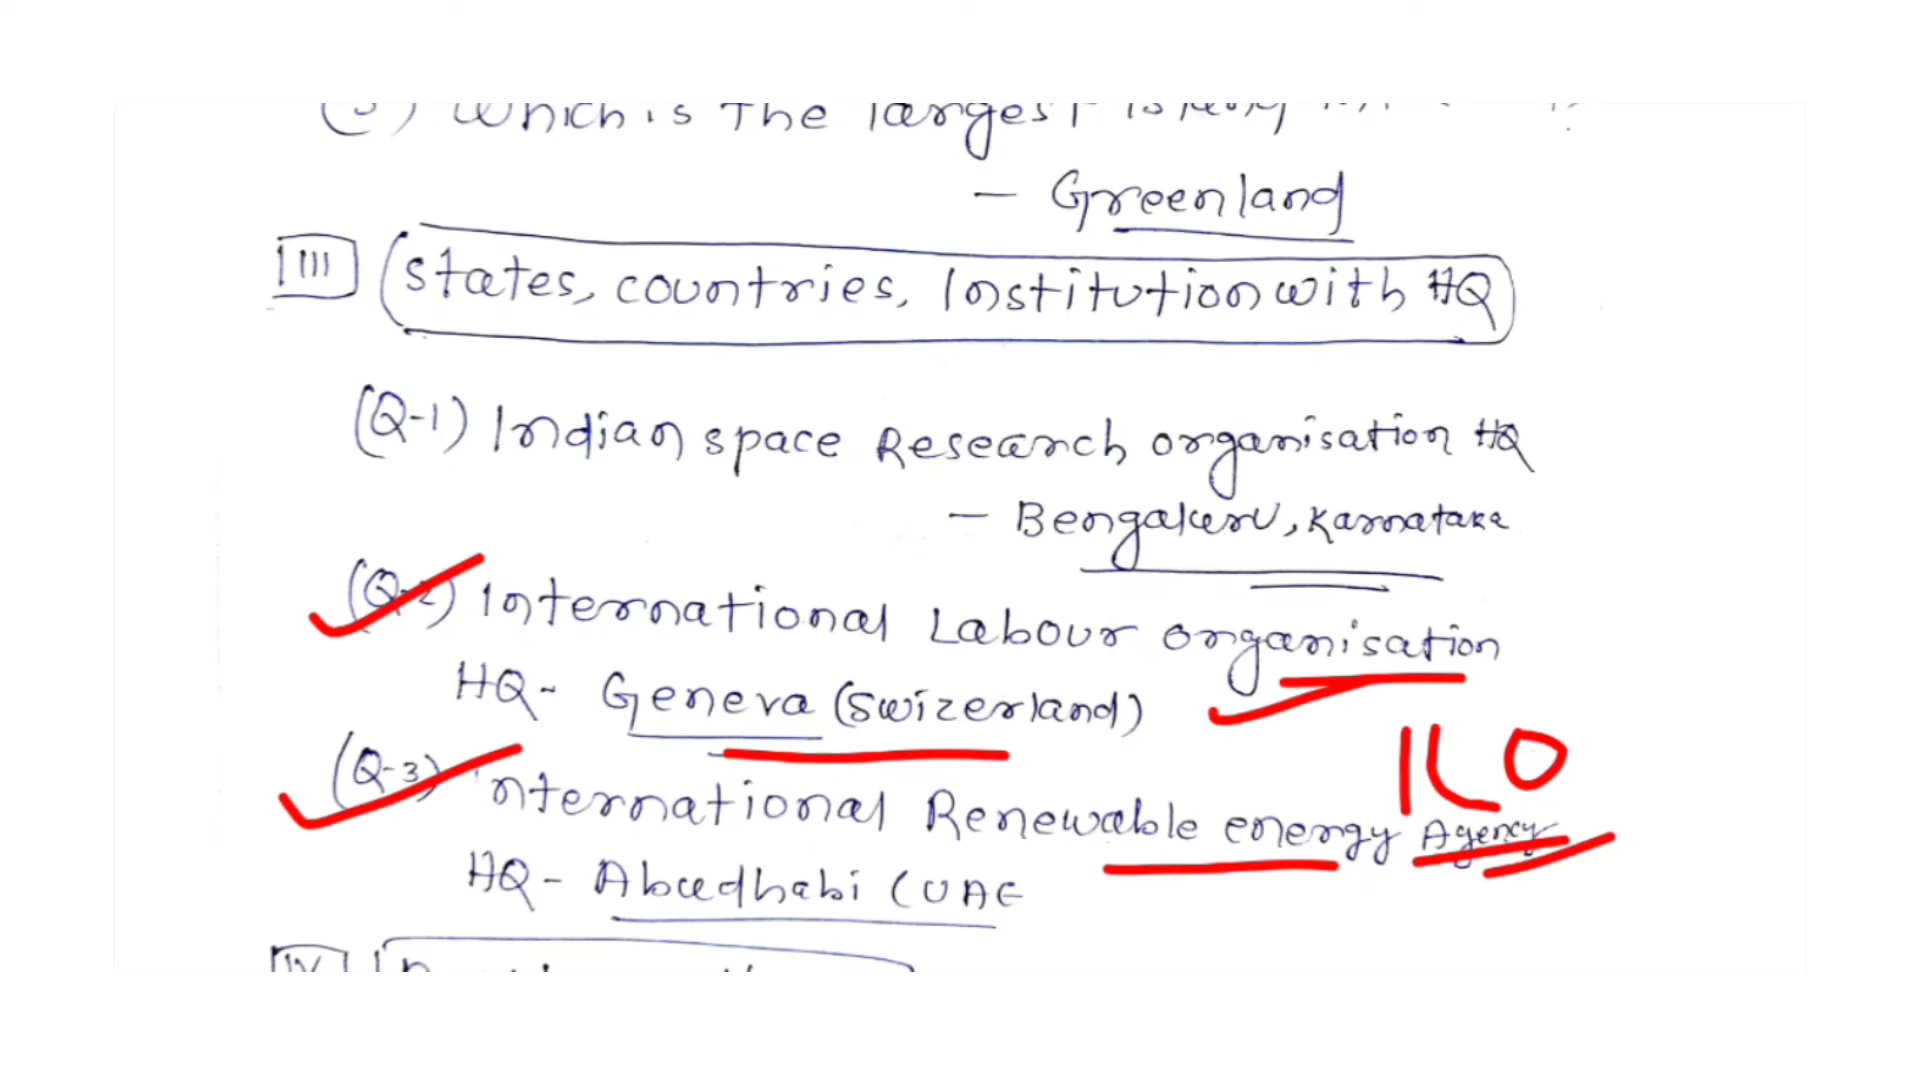 which is the largest
- Greenland
III states, countries, Institution with HQ
(Q-1) Indian space Research organisation HQ
- Bengaluru, Karnataka
(Q-2) International Labour organisation
HQ- Geneva (Swizerland)
ILO
(Q-3) International Renewable energy Agency
HQ- Abudhabi (UAE
IV